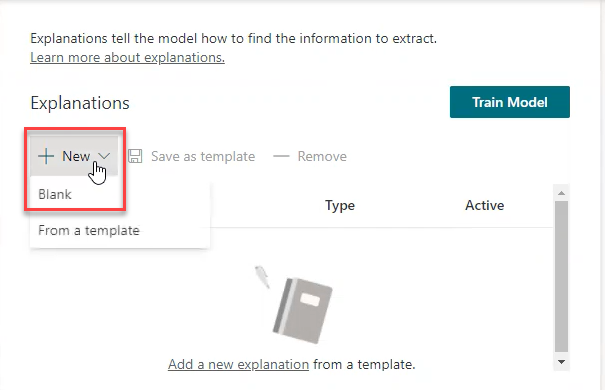 Explanations tell the model how to find the information to extract.
Learn more about explanations.
Explanations
Train Model
New
Save as template
Remove
Blank
From a template
Type
Active
Add a new explanation from a template.